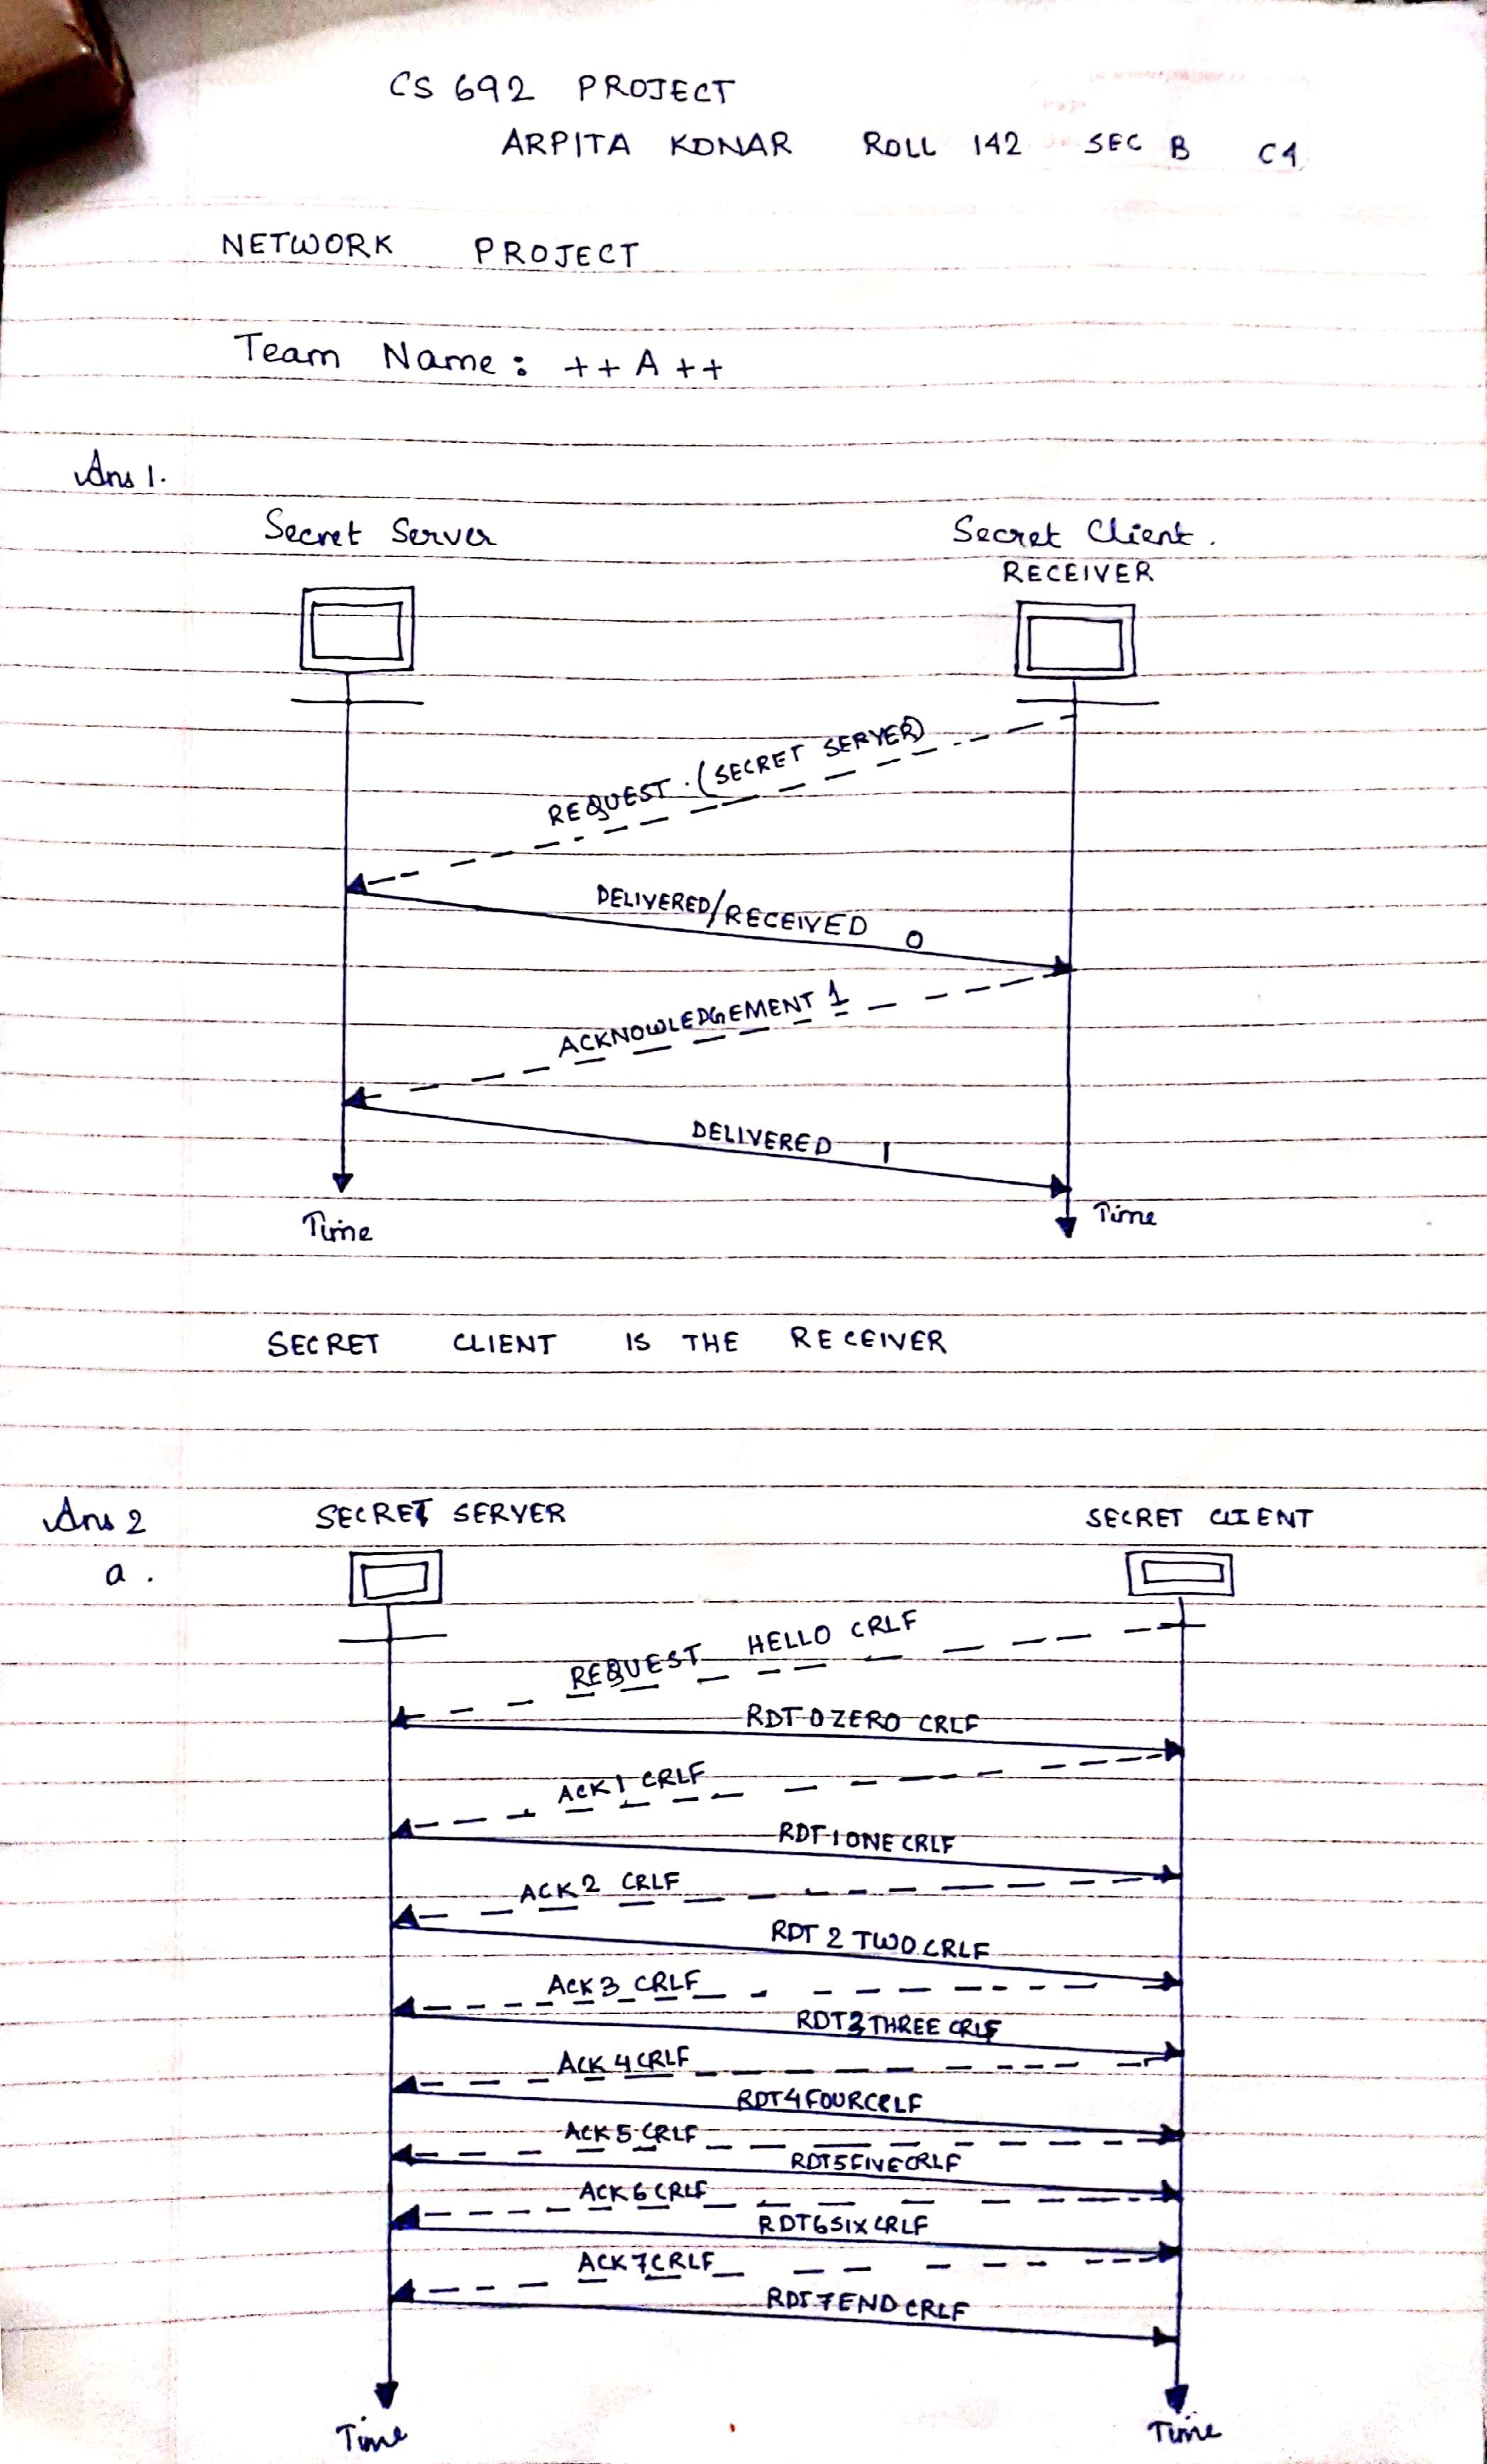 CS 692 PROJECT
ARPITA KONAR ROLL 142 SEC B C1
NETWORK PROJECT
Team Name : ++ A ++
Ans 1.
Secret Server
Secret Client .
RECEIVER
REQUEST . (SECRET SERVER)
DELIVERED/RECEIVED 0
ACKNOWLEDGEMENT 1
DELIVERED 1
Time
Time
SECRET CLIENT IS THE RECEIVER
Ans 2
a .
SECRET SERVER
SECRET CLIENT
REQUEST HELLO CRLF
RDT 0 ZERO CRLF
ACK 1 CRLF
RDT 1 ONE CRLF
ACK 2 CRLF
RDT 2 TWO CRLF
ACK 3 CRLF
RDT 3 THREE CRLF
ACK 4 CRLF
RDT 4 FOUR CRLF
ACK 5 CRLF
RDT 5 FIVE CRLF
ACK 6 CRLF
RDT 6 SIX CRLF
ACK 7 CRLF
RDT 7 END CRLF
Time
Time